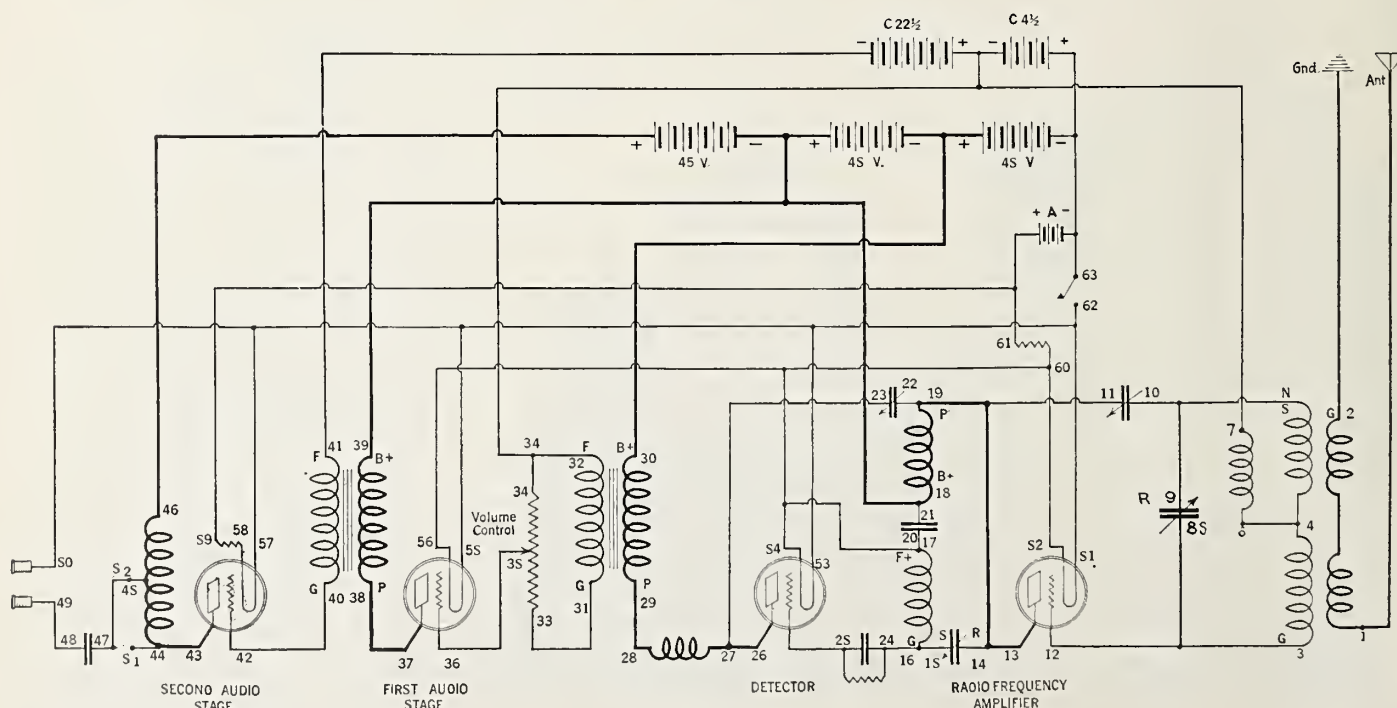 C 22½ C 4½
- + - +
Gnd.
Ant
+ - + - + -
45 V. 4S V. 4S V
+ A -
63
62
61
60
23 22 19 11 10 N
P S G 2
41 39 34 7
F B+ F B+ 30
32
34
B+
18
R 9
8S
46
Volume
Control
21
20
17
4
S9 58 57 56 5S 3S S4 53 F+ S2 S1
S0
S2
4S
G 40 38 P G 31 P
29
33
49
48 47 S1 44 43 42 37 36 28 27 26 2S 24 G
16 S R
1S 14 13 12 G
3 1
SECOND AUDIO
STAGE
FIRST AUDIO
STAGE
DETECTOR
RADIO FREQUENCY
AMPLIFIER